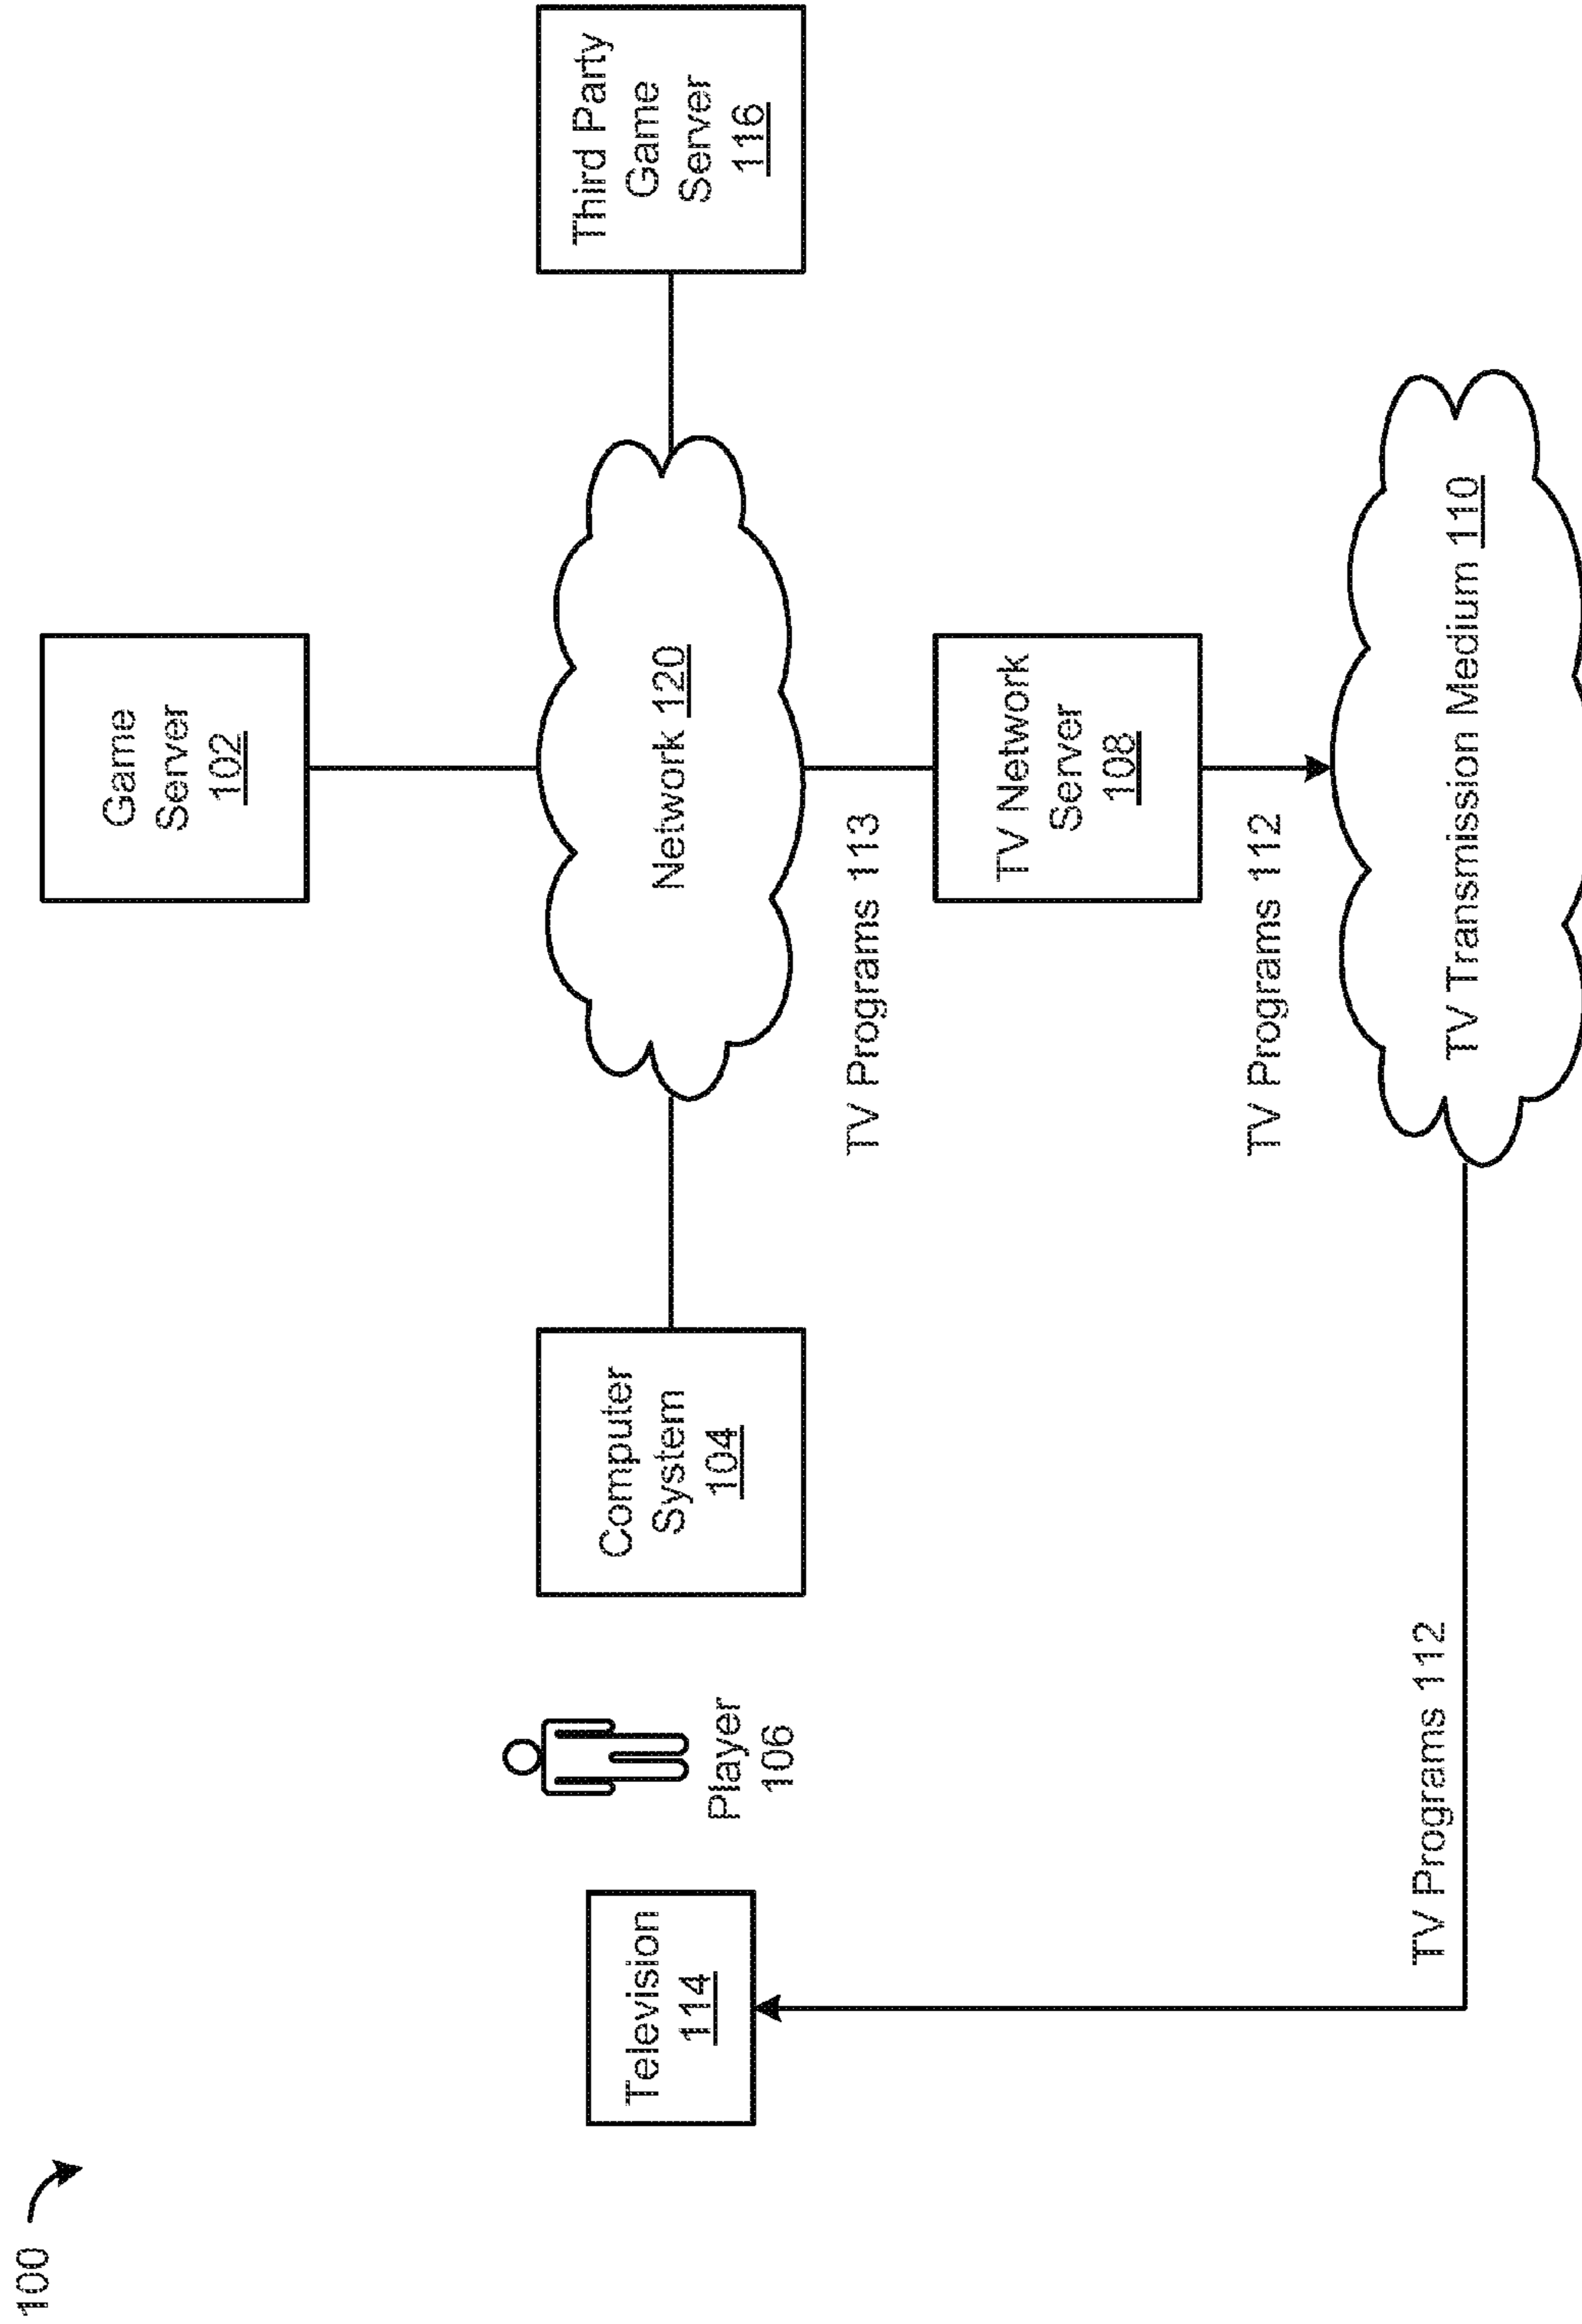 100
Game
Server
102
Television
114
Player
106
Computer
System
104
Network 120
Third Party
Game
Server
116
TV Programs 113
TV Network
Server
108
TV Programs 112
TV Programs 112
TV Transmission Medium 110